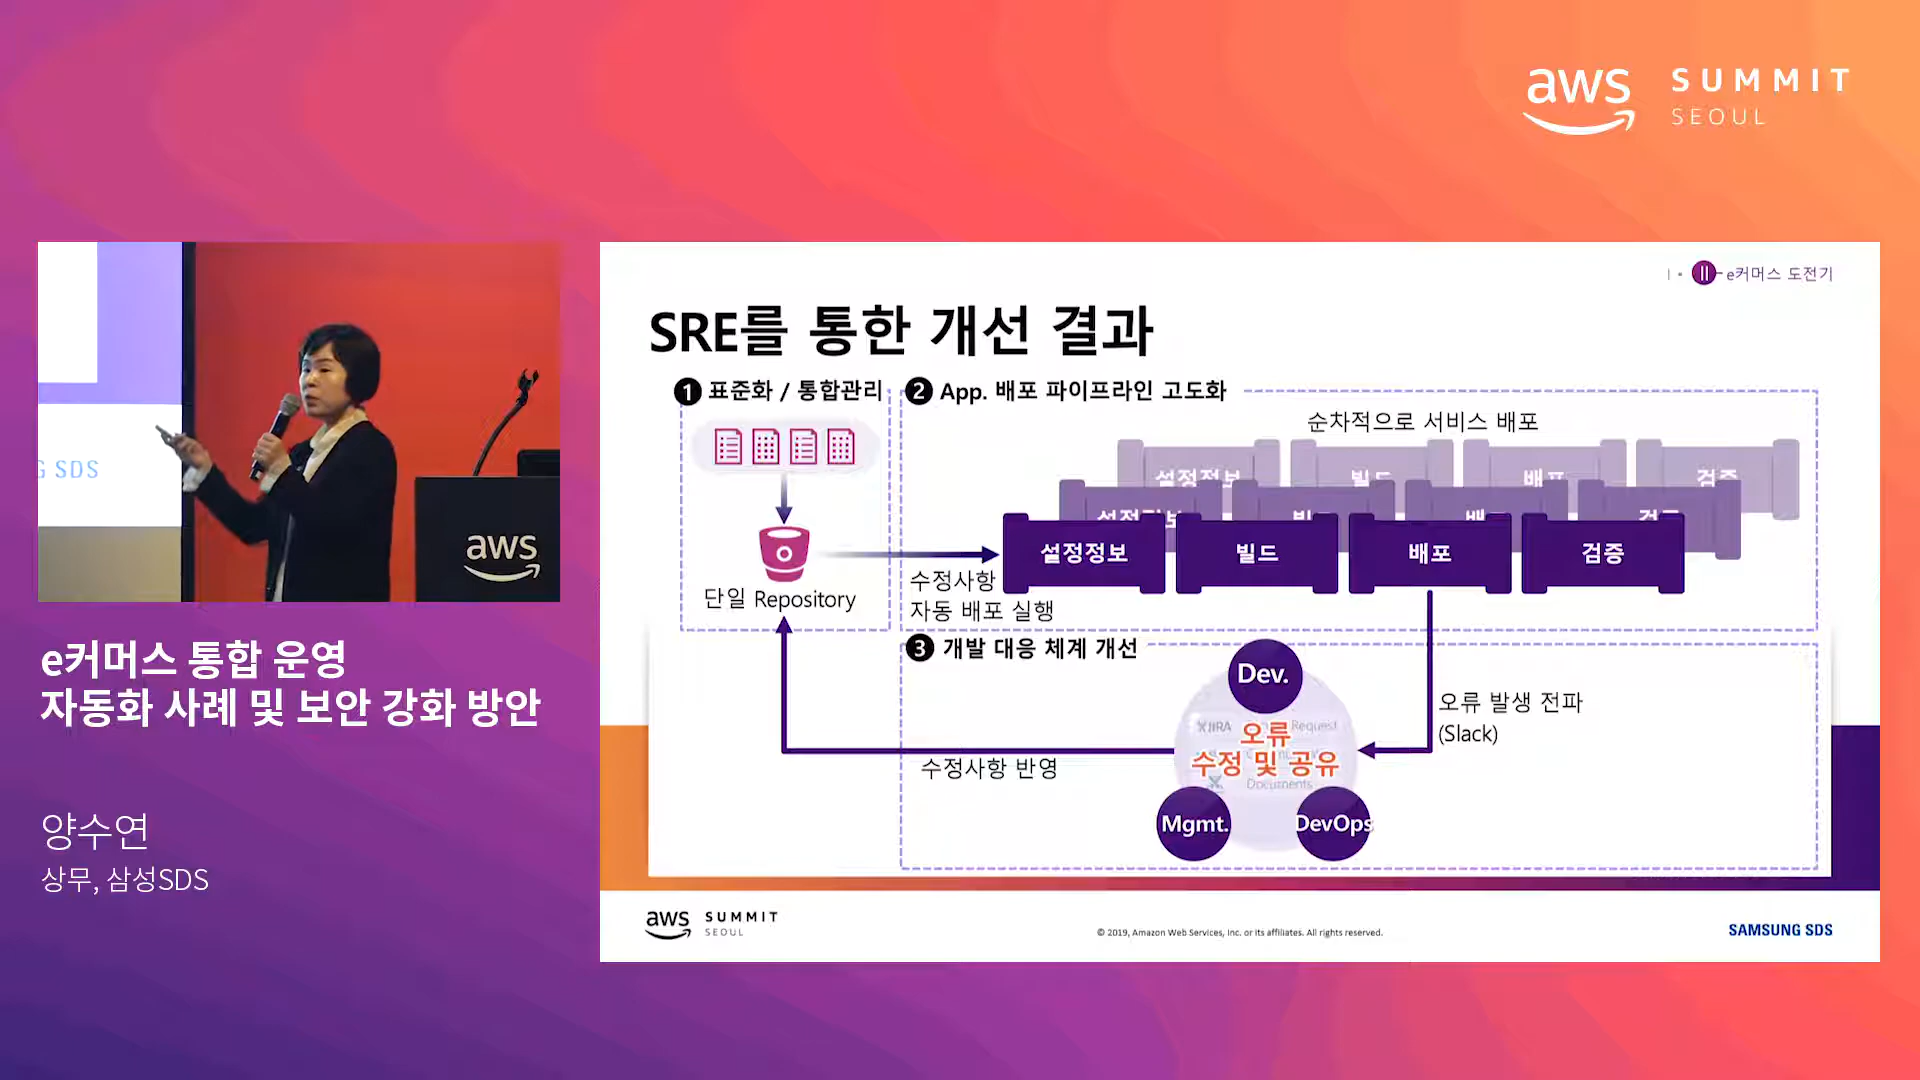 aws SUMMIT
SEOUL
G SDS
aws
e커머스 통합 운영
자동화 사례 및 보안 강화 방안
양수연
상무, 삼성SDS
I • II e커머스 도전기
SRE를 통한 개선 결과
1 표준화 / 통합관리
2 App. 배포 파이프라인 고도화
순차적으로 서비스 배포
설정정보 빌드 배포 검증
설정정보 빌드 배포 검증
설정정보 빌드 배포 검증
단일 Repository
수정사항
자동 배포 실행
3 개발 대응 체계 개선
Dev.
JIRA Request
오류
수정 및 공유
Documents
Mgmt.
DevOps
오류 발생 전파
(Slack)
수정사항 반영
aws SUMMIT
SEOUL
© 2019, Amazon Web Services, Inc. or its affiliates. All rights reserved.
SAMSUNG SDS